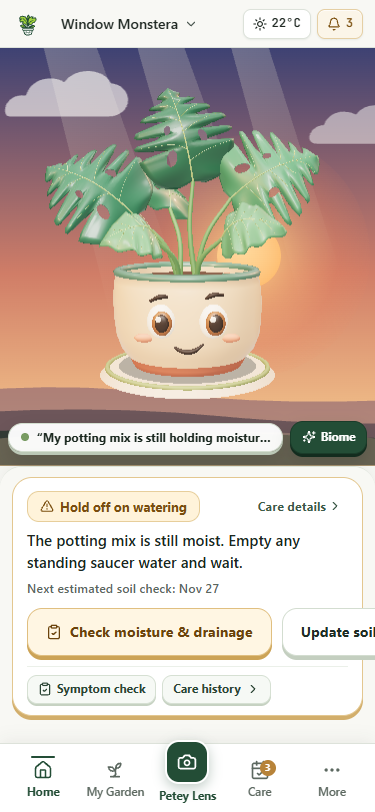 Window Monstera
22°C
3
“My potting mix is still holding moistur...
Biome
Hold off on watering
Care details
The potting mix is still moist. Empty any
standing saucer water and wait.
Next estimated soil check: Nov 27
Check moisture & drainage
Update soil
Symptom check
Care history
3
Home
My Garden
Petey Lens
Care
More